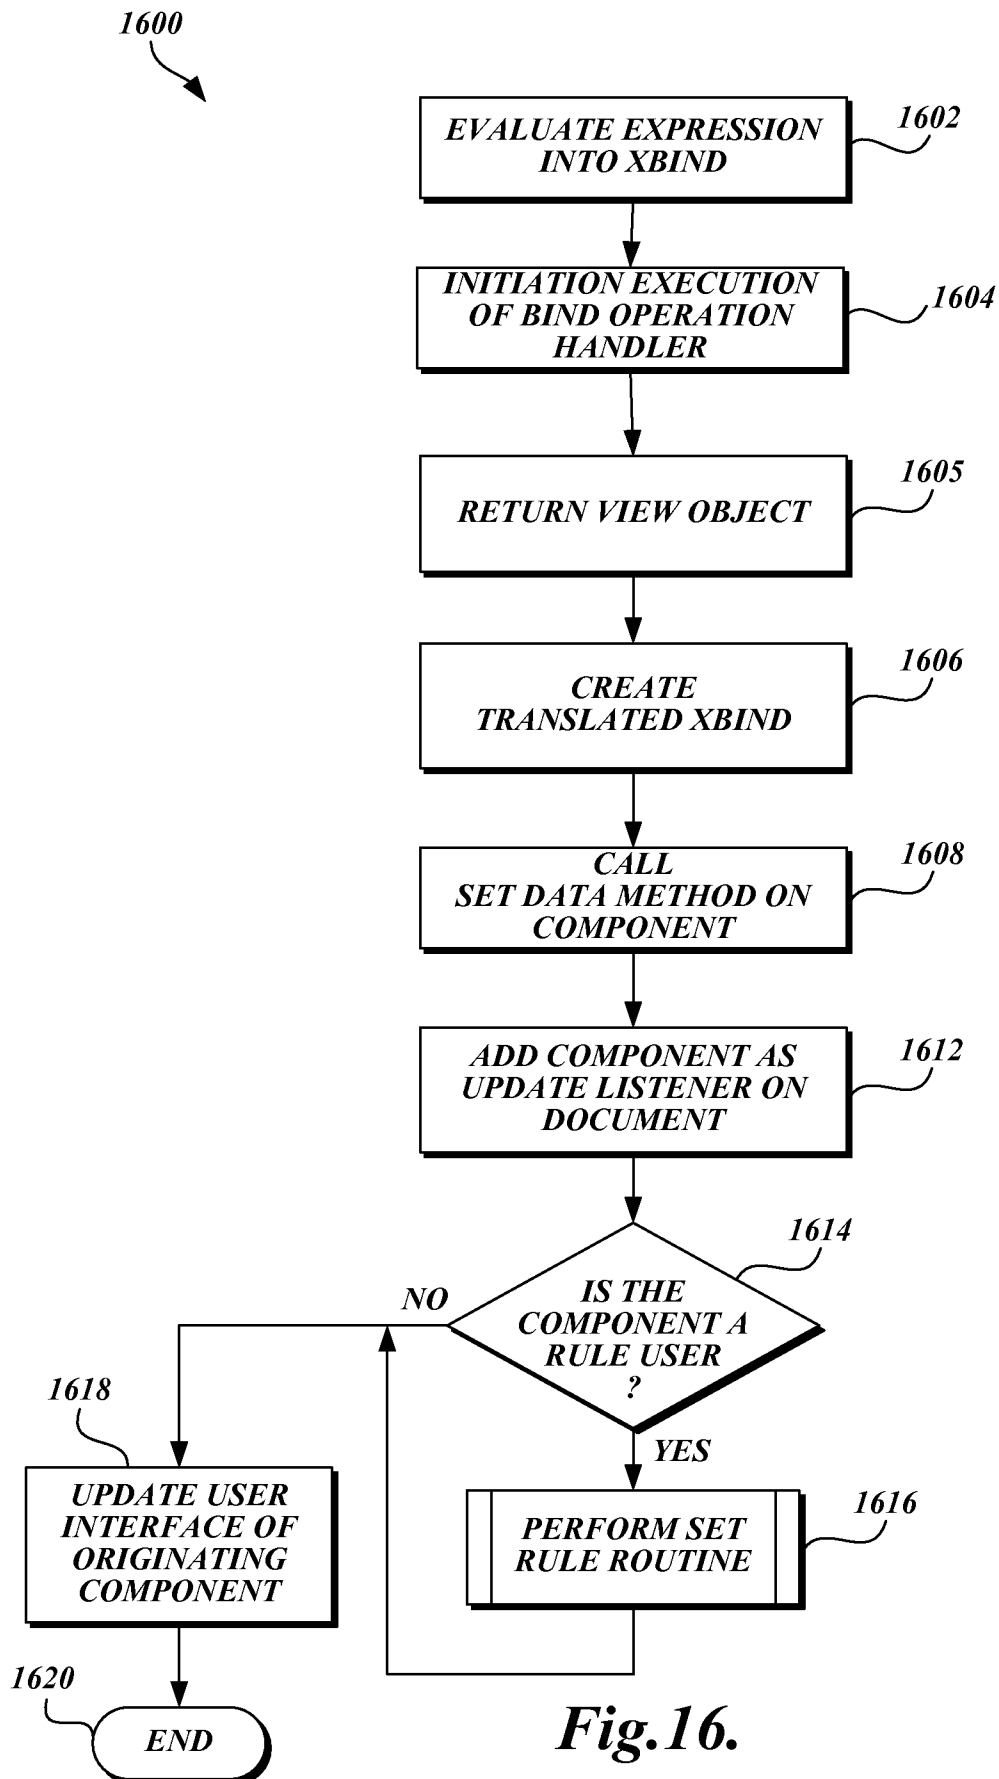 1600
EVALUATE EXPRESSION
INTO XBIND
1602
INITIATION EXECUTION
OF BIND OPERATION
HANDLER
1604
RETURN VIEW OBJECT
1605
CREATE
TRANSLATED XBIND
1606
CALL
SET DATA METHOD ON
COMPONENT
1608
ADD COMPONENT AS
UPDATE LISTENER ON
DOCUMENT
1612
IS THE
COMPONENT A
RULE USER
?
1614
NO
YES
PERFORM SET
RULE ROUTINE
1616
1618
UPDATE USER
INTERFACE OF
ORIGINATING
COMPONENT
1620
END
Fig.16.